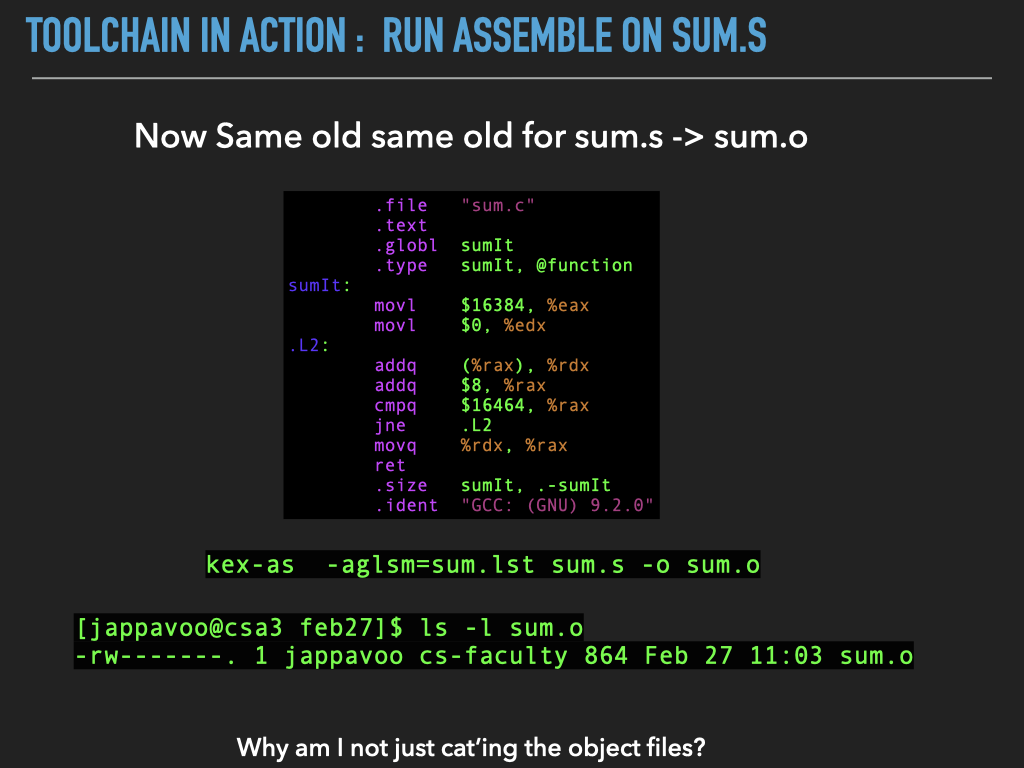 TOOLCHAIN IN ACTION : RUN ASSEMBLE ON SUM.S
Now Same old same old for sum.s -> sum.o
.file "sum.c"
.text
.globl sumIt
.type sumIt, @function
sumIt:
movl $16384, %eax
movl $0, %edx
.L2:
addq (%rax), %rdx
addq $8, %rax
cmpq $16464, %rax
jne .L2
movq %rdx, %rax
ret
.size sumIt, .-sumIt
.ident "GCC: (GNU) 9.2.0"
kex-as -aglsm=sum.lst sum.s -o sum.o
[jappavoo@csa3 feb27]$ ls -l sum.o
-rw-------. 1 jappavoo cs-faculty 864 Feb 27 11:03 sum.o
Why am I not just cat’ing the object files?